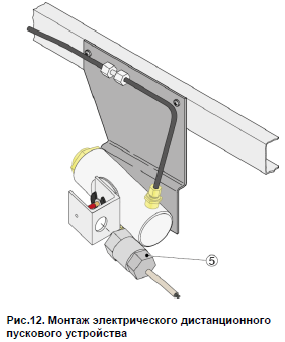 5
Рис.12. Монтаж электрического дистанционного
пускового устройства